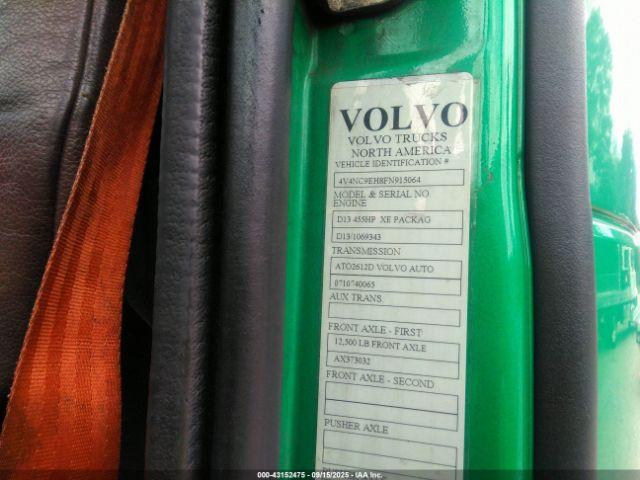 VOLVO
VOLVO TRUCKS
NORTH AMERICA
VEHICLE IDENTIFICATION #
4V4NC9EH8FN915064
MODEL & SERIAL NO
ENGINE
D13 455HP XE PACKAG
D13/1069343
TRANSMISSION
ATO2612D VOLVO AUTO
0710740065
AUX TRANS.
FRONT AXLE - FIRST
12,500 LB FRONT AXLE
AX373032
FRONT AXLE - SECOND
PUSHER AXLE
000-43152475 - 09/15/2025 - IAA Inc.